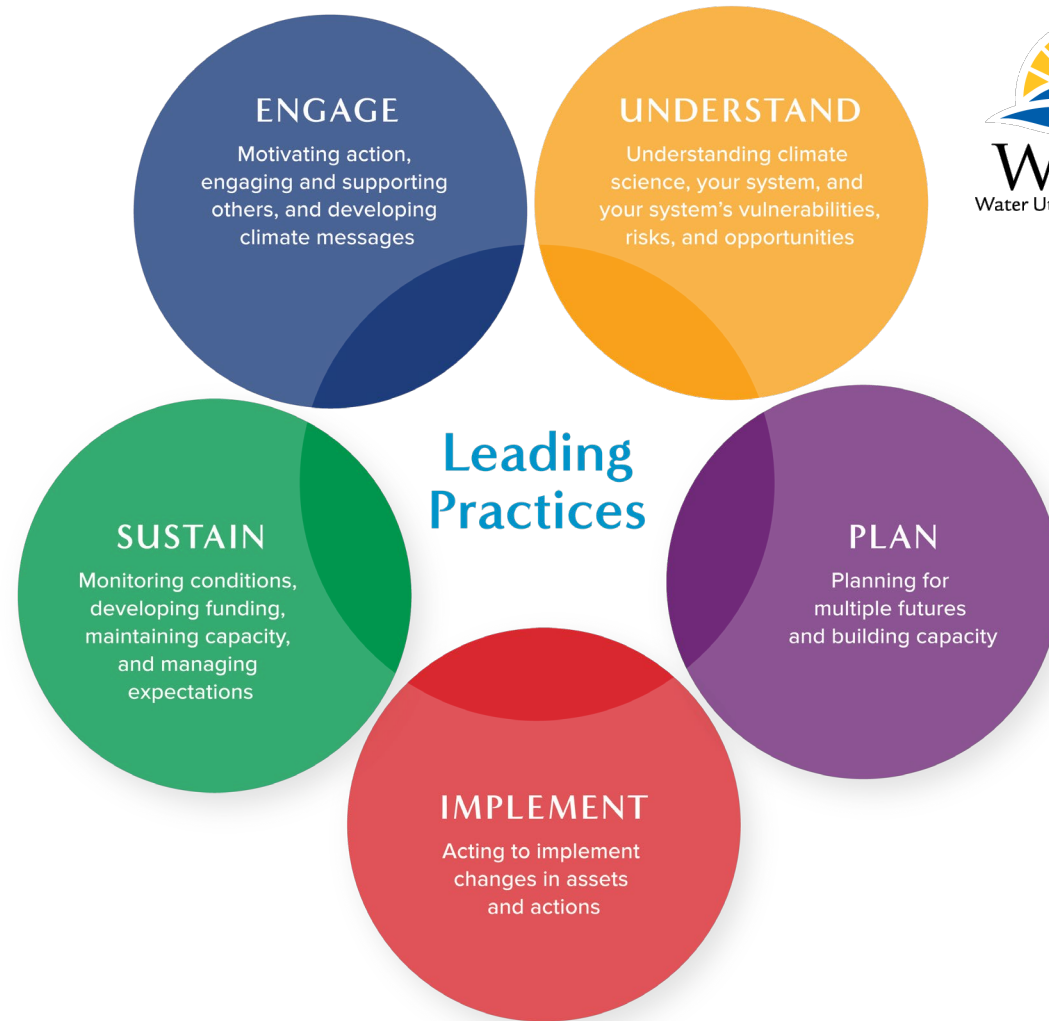 ENGAGE
Motivating action,
engaging and supporting
others, and developing
climate messages
UNDERSTAND
Understanding climate
science, your system, and
your system’s vulnerabilities,
risks, and opportunities
W
Water
Leading
Practices
SUSTAIN
Monitoring conditions,
developing funding,
maintaining capacity,
and managing
expectations
PLAN
Planning for
multiple futures
and building capacity
IMPLEMENT
Acting to implement
changes in assets
and actions